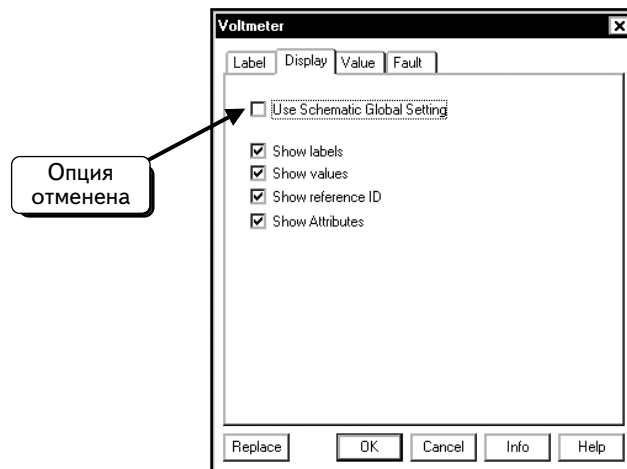 Voltmeter
Label Display Value Fault
Use Schematic Global Setting
Опция
отменена
Show labels
Show values
Show reference ID
Show Attributes
Replace OK Cancel Info Help